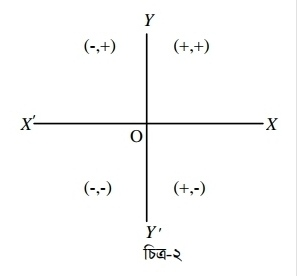 Y
(-,+) (+,+)
X' X
O
(-,-) (+,-)
Y'
চিত্র-২